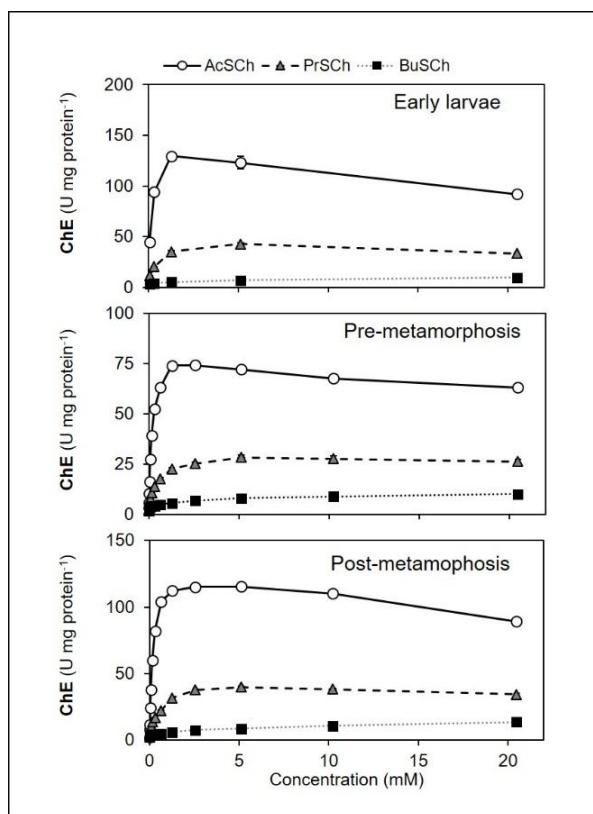 AcSCh PrSCh BuSCh
200
150
100
50
0
ChE (U mg protein⁻¹)
Early larvae
100
75
50
25
0
ChE (U mg protein⁻¹)
Pre-metamorphosis
150
100
50
0
ChE (U mg protein⁻¹)
Post-metamophosis
0 5 10 15 20
Concentration (mM)